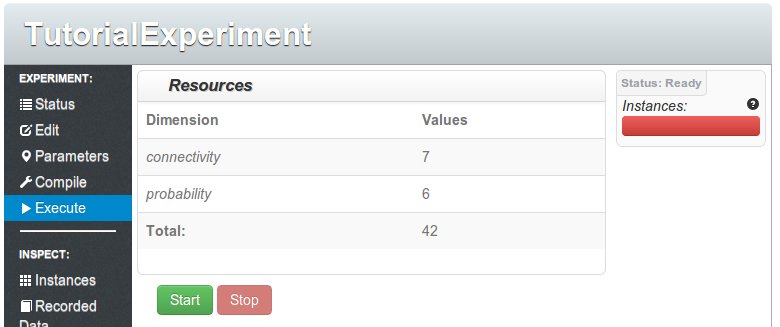 TutorialExperiment
EXPERIMENT:
Status
Edit
Parameters
Compile
Execute
INSPECT:
Instances
Recorded
Data
Resources
Dimension Values
connectivity 7
probability 6
Total: 42
Start Stop
Status: Ready
Instances: ?